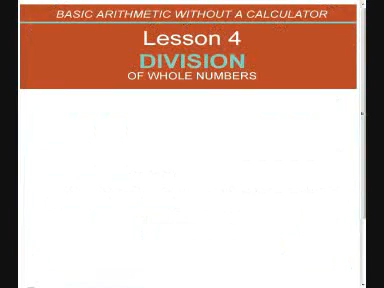 BASIC ARITHMETIC WITHOUT A CALCULATOR
Lesson 4
DIVISION
OF WHOLE NUMBERS